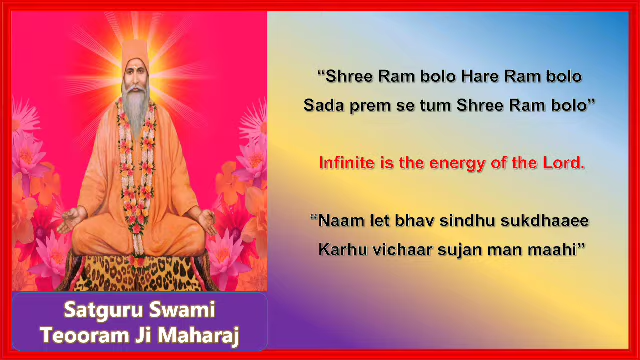 “Shree Ram bolo Hare Ram bolo
Sada prem se tum Shree Ram bolo”
Infinite is the energy of the Lord.
“Naam let bhav sindhu sukdhaaee
Karhu vichaar sujan man maahi”
Satguru Swami
Teooram Ji Maharaj